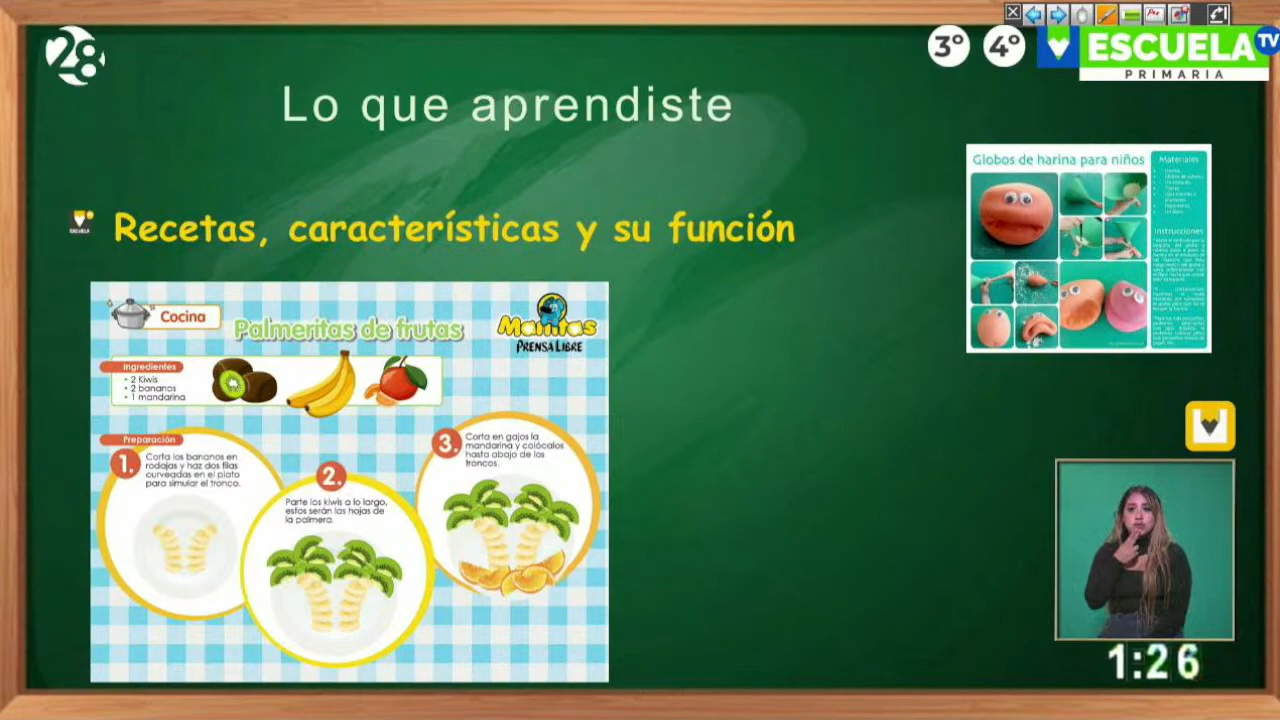 28
3º 4º ESCUELA TV
PRIMARIA
Lo que aprendiste
Globos de harina para niños
Materiales
Instrucciones
Recetas, características y su función
ESCUELA
Cocina
Palmeritas de frutas
Manitas
PRENSA LIBRE
Ingredientes
• 2 Kiwis
• 2 bananos
• 1 mandarina
Preparación
1. Corta los bananos en
rodajas y haz dos filas
curveadas en el plato
para simular el tronco.
2.
Parte los kiwis a lo largo,
estos serán las hojas de
la palmera.
3. Corta en gajos la
mandarina y colócalos
hasta abajo de los
troncos.
1:26